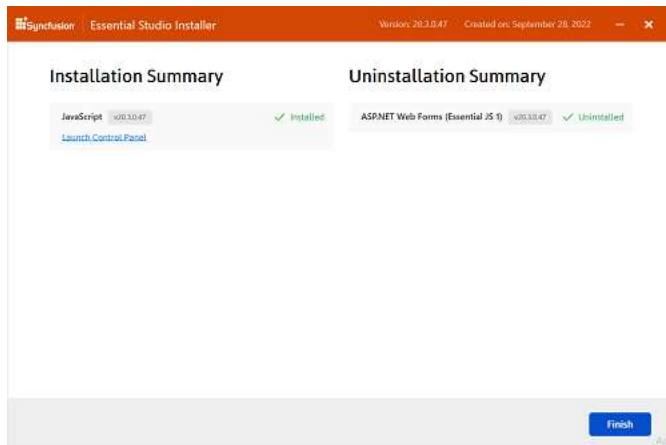 Syncfusion Essential Studio Installer Version: 20.3.0.47 Created on: September 28, 2022
Installation Summary
Uninstallation Summary
JavaScript v20.3.0.47 Installed
Launch Control Panel
ASP.NET Web Forms (Essential JS 1) v20.3.0.47 Uninstalled
Finish